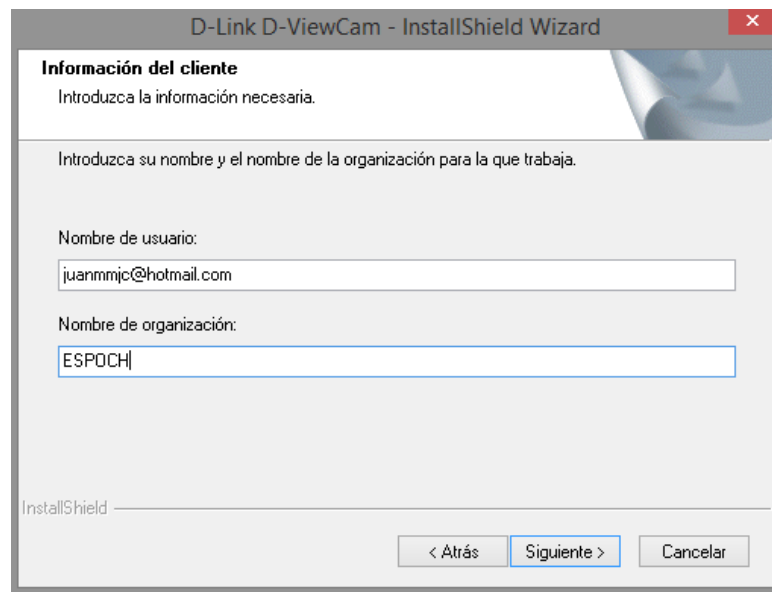 D-Link D-ViewCam - InstallShield Wizard
Información del cliente
Introduzca la información necesaria.
Introduzca su nombre y el nombre de la organización para la que trabaja.
Nombre de usuario:
juanmmjc@hotmail.com
Nombre de organización:
ESPOCH
InstallShield
< Atrás
Siguiente >
Cancelar